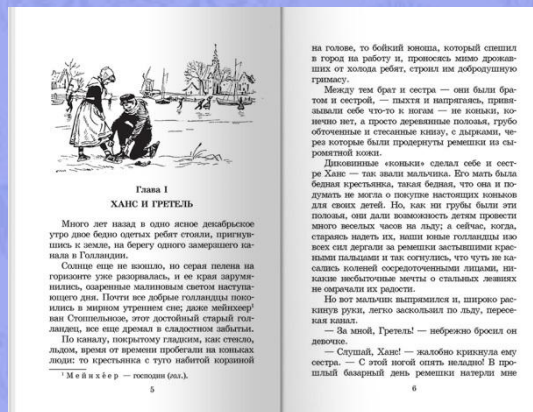 Глава 1
ХАНС И ГРЕТЕЛЬ
Много лет назад в одно ясное декабрьское
утро двое бедно одетых ребят стояли, пригнув-
шись к земле, на берегу одного замерзшего ка-
нала в Голландии.
Солнце еще не взошло, но серая пелена на
горизонте уже разорвалась, и ее края зарумя-
нились, озаренные малиновым светом наступа-
ющего дня. Почти все добрые голландцы поко-
ились в мирном утреннем сне; даже мейнхеер¹
ван Стоппельнозе, этот достойный старый гол-
ландец, все еще дремал в сладостном забытьи.
По каналу, покрытому гладким, как стекло,
льдом, время от времени пробегали на коньках
люди: то крестьянка с туго набитой корзиной
¹ Мейнхеер — господин (гол.).
5
на голове, то бойкий юноша, который спешил
в город на работу и, проносясь мимо дрожав-
ших от холода ребят, строил им добродушную
гримасу.
Между тем брат и сестра — они были бра-
том и сестрой, — пыхтя и напрягаясь, привя-
зывали себе что-то к ногам — не коньки, ко-
нечно нет, а просто деревянные полозья, грубо
обточенные и стесанные книзу, с дырками, че-
рез которые были продернуты ремешки из сы-
ромятной кожи.
Диковинные «коньки» сделал себе и сест-
ре Ханс — так звали мальчика. Его мать была
бедная крестьянка, такая бедная, что она и по-
думать не могла о покупке настоящих коньков
для своих детей. Но, как ни грубы были эти
полозья, они дали возможность детям провести
много веселых часов на льду; а сейчас, когда,
стараясь надеть их, наши юные голландцы изо
всех сил дергали за ремешки застывшими крас-
ными пальцами и так согнулись, что чуть не ка-
сались коленей сосредоточенными лицами, ни-
какие несбыточные мечты о стальных лезвиях
не омрачали их радости.
Но вот мальчик выпрямился и, широко рас-
кинув руки, легко заскользил по льду, пересе-
кая канал.
— За мной, Гретель! — небрежно бросил он
девочке.
— Слушай, Ханс! — жалобно крикнула ему
сестра. — С этой ногой опять неладно! В про-
шлый базарный день ремешки натерли мне
6